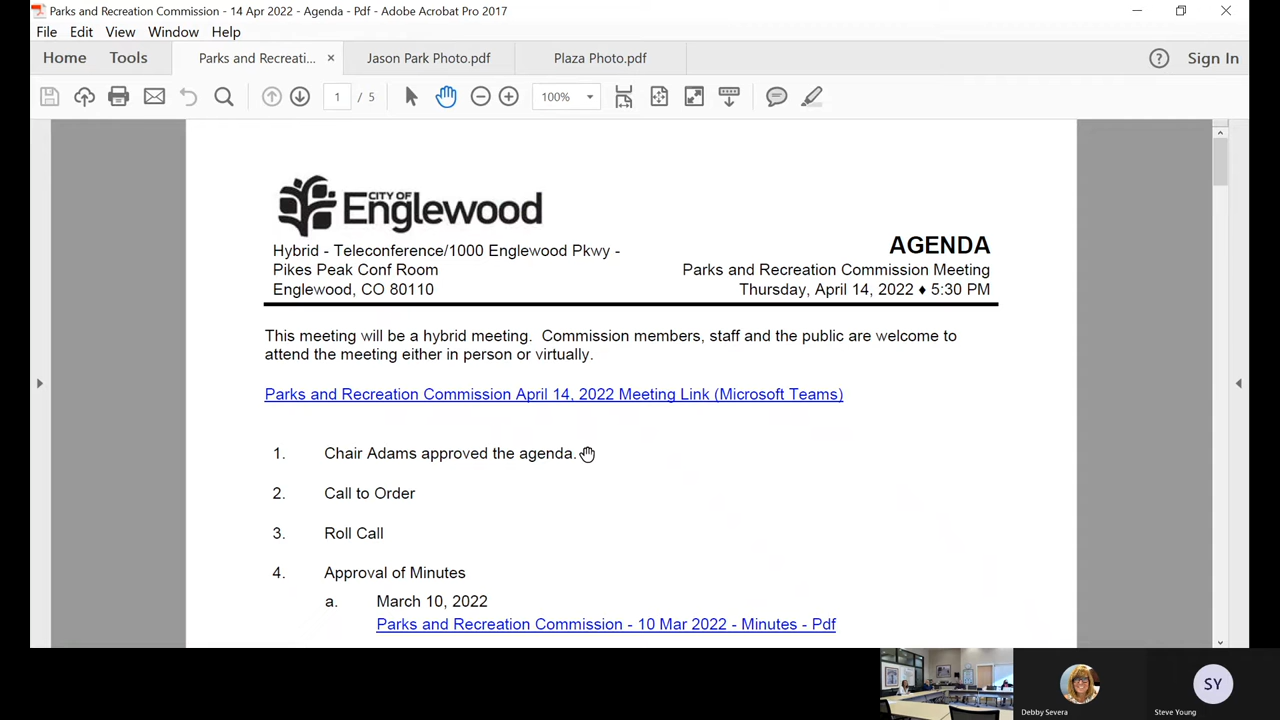 Parks and Recreation Commission - 14 Apr 2022 - Agenda - Pdf - Adobe Acrobat Pro 2017
File Edit View Window Help
Home Tools Parks and Recreati... × Jason Park Photo.pdf Plaza Photo.pdf ? Sign In
1 / 5 100%
CITY OF
Englewood
Hybrid - Teleconference/1000 Englewood Pkwy -
Pikes Peak Conf Room
Englewood, CO 80110
AGENDA
Parks and Recreation Commission Meeting
Thursday, April 14, 2022 ♦ 5:30 PM
This meeting will be a hybrid meeting. Commission members, staff and the public are welcome to
attend the meeting either in person or virtually.
Parks and Recreation Commission April 14, 2022 Meeting Link (Microsoft Teams)
1. Chair Adams approved the agenda.
2. Call to Order
3. Roll Call
4. Approval of Minutes
a. March 10, 2022
Parks and Recreation Commission - 10 Mar 2022 - Minutes - Pdf
SY
Debby Severa
Steve Young